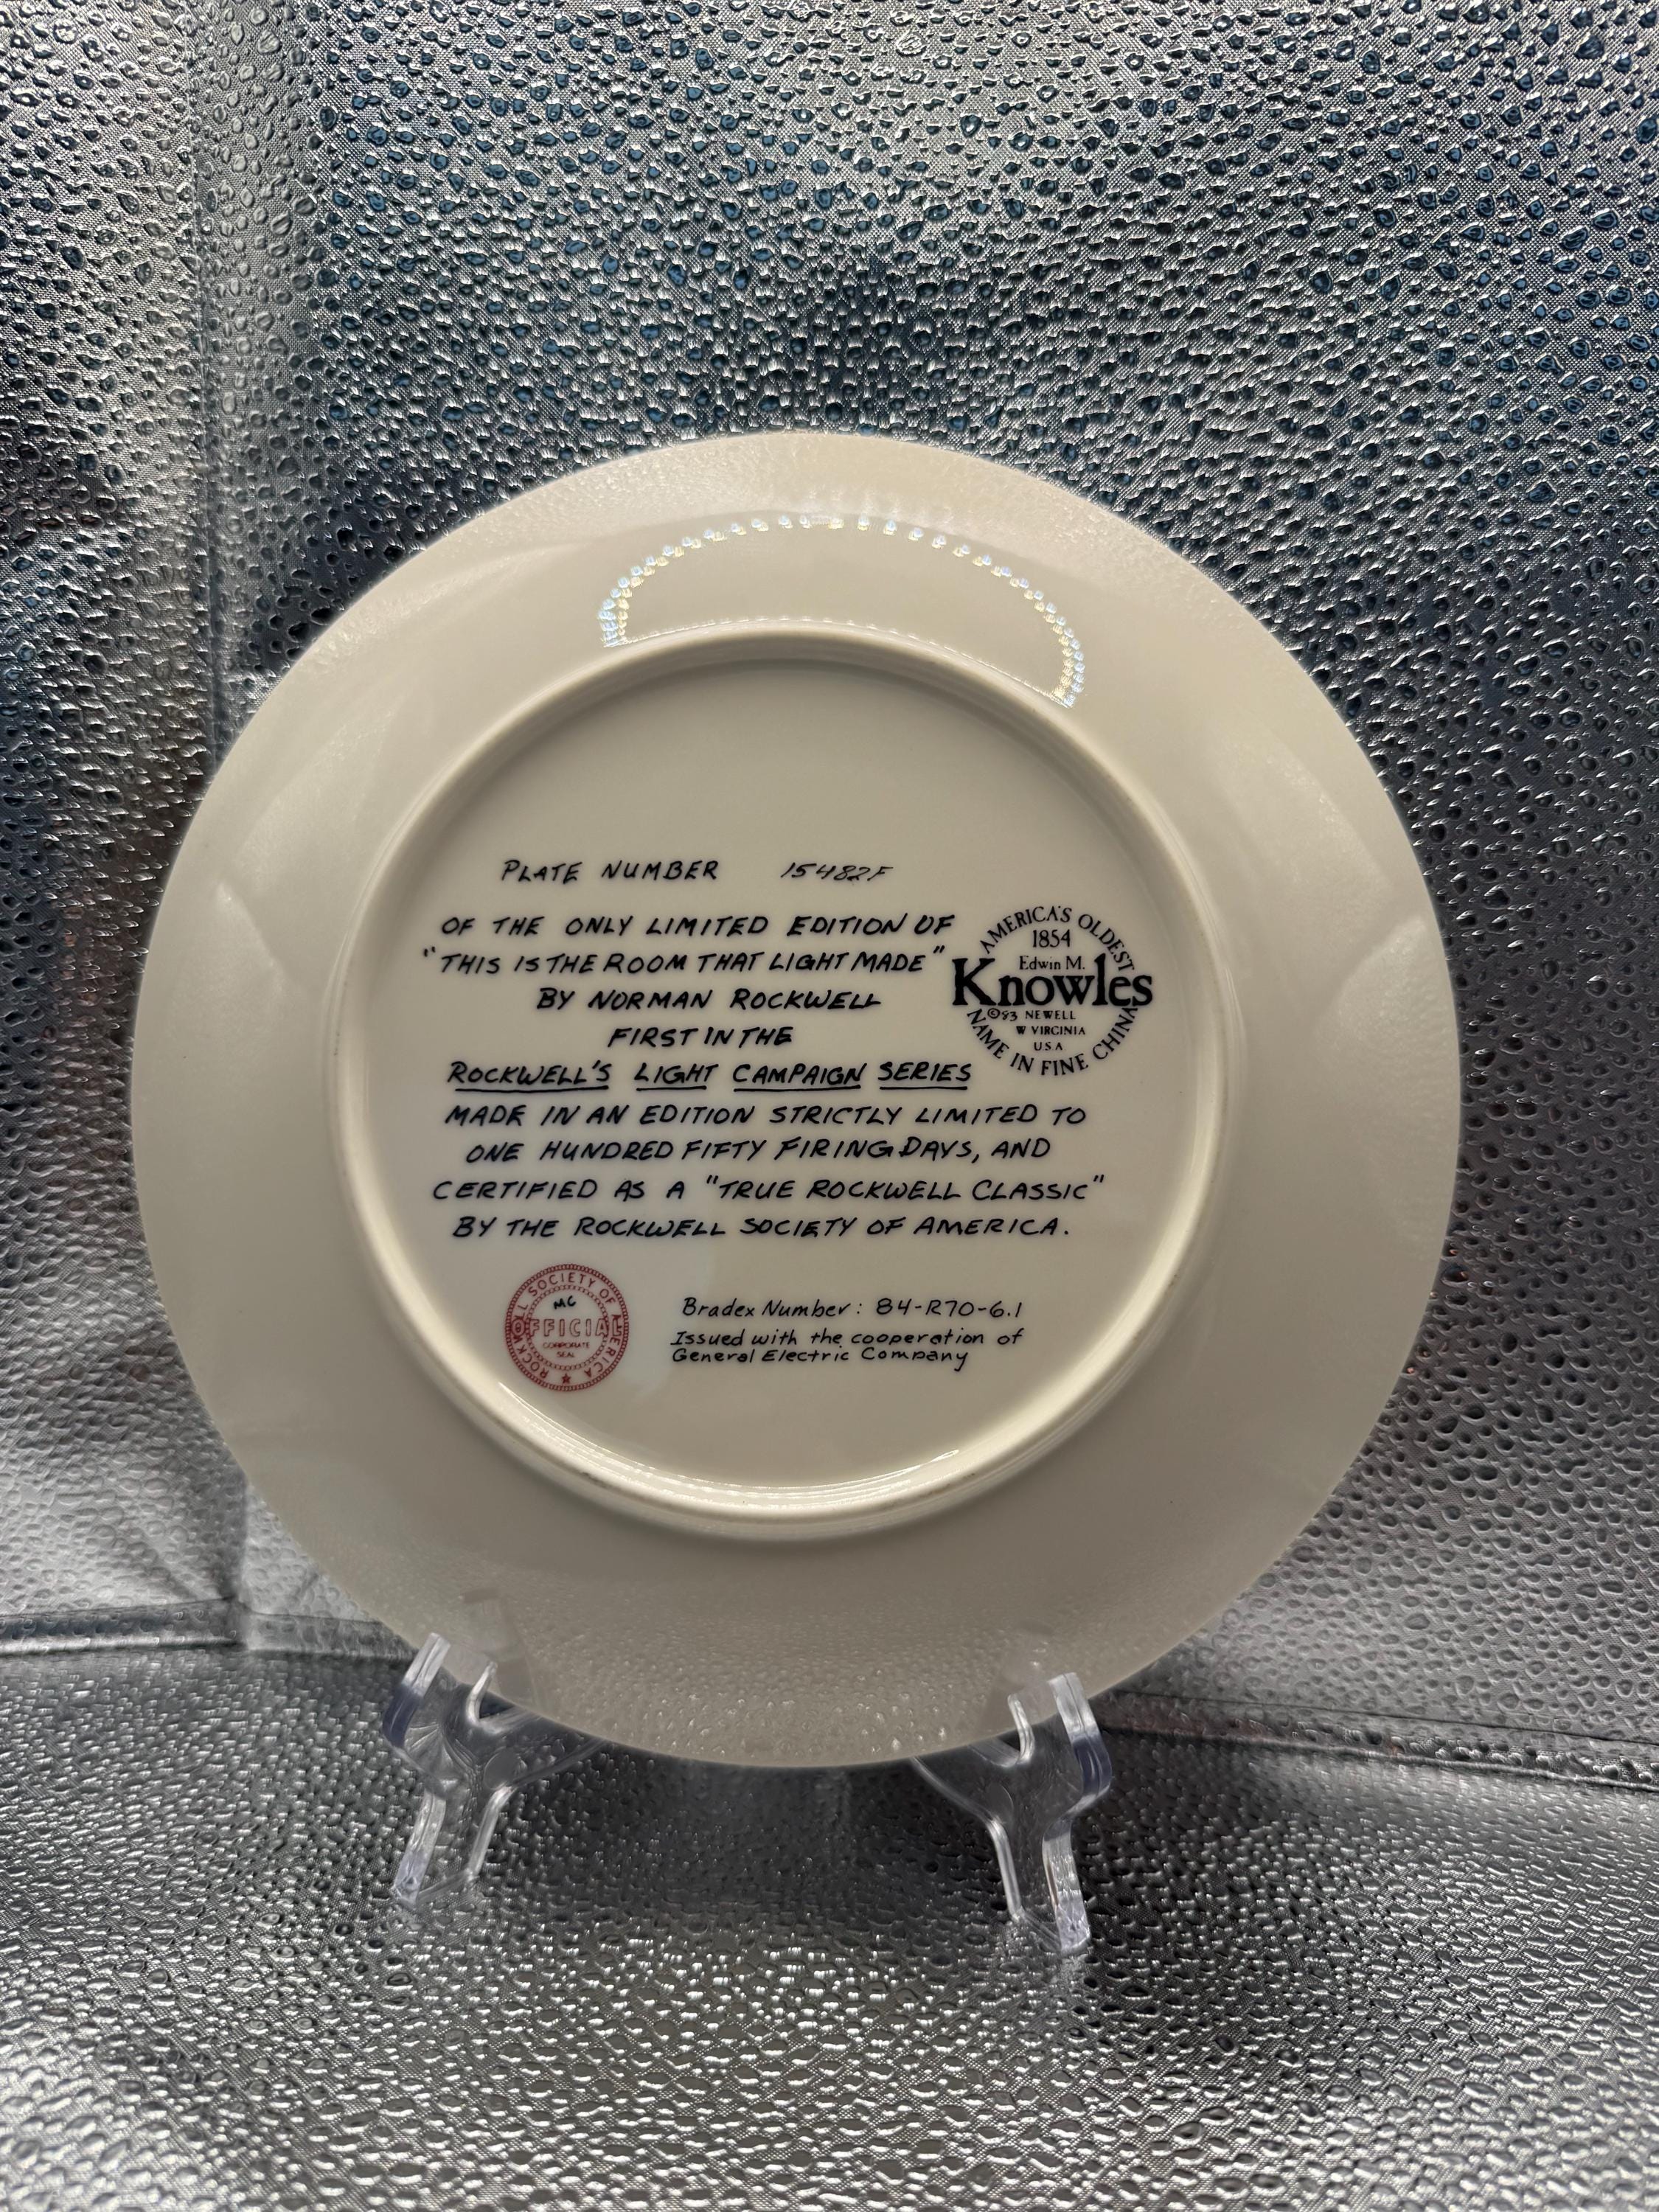 PLATE NUMBER 15482F
OF THE ONLY LIMITED EDITION OF
"THIS IS THE ROOM THAT LIGHT MADE"
BY NORMAN ROCKWELL
FIRST IN THE
ROCKWELL'S LIGHT CAMPAIGN SERIES
MADE IN AN EDITION STRICTLY LIMITED TO
ONE HUNDRED FIFTY FIRING DAYS, AND
CERTIFIED AS A "TRUE ROCKWELL CLASSIC"
BY THE ROCKWELL SOCIETY OF AMERICA.
AMERICA'S OLDEST
1854
Edwin M.
Knowles
©93 NEWELL
W VIRGINIA
USA
NAME IN FINE CHINA
ROCKWELL SOCIETY OF AMERICA
MC
OFFICIAL
CORPORATE
SEAL
Bradex Number: 84-R70-6.1
Issued with the cooperation of
General Electric Company